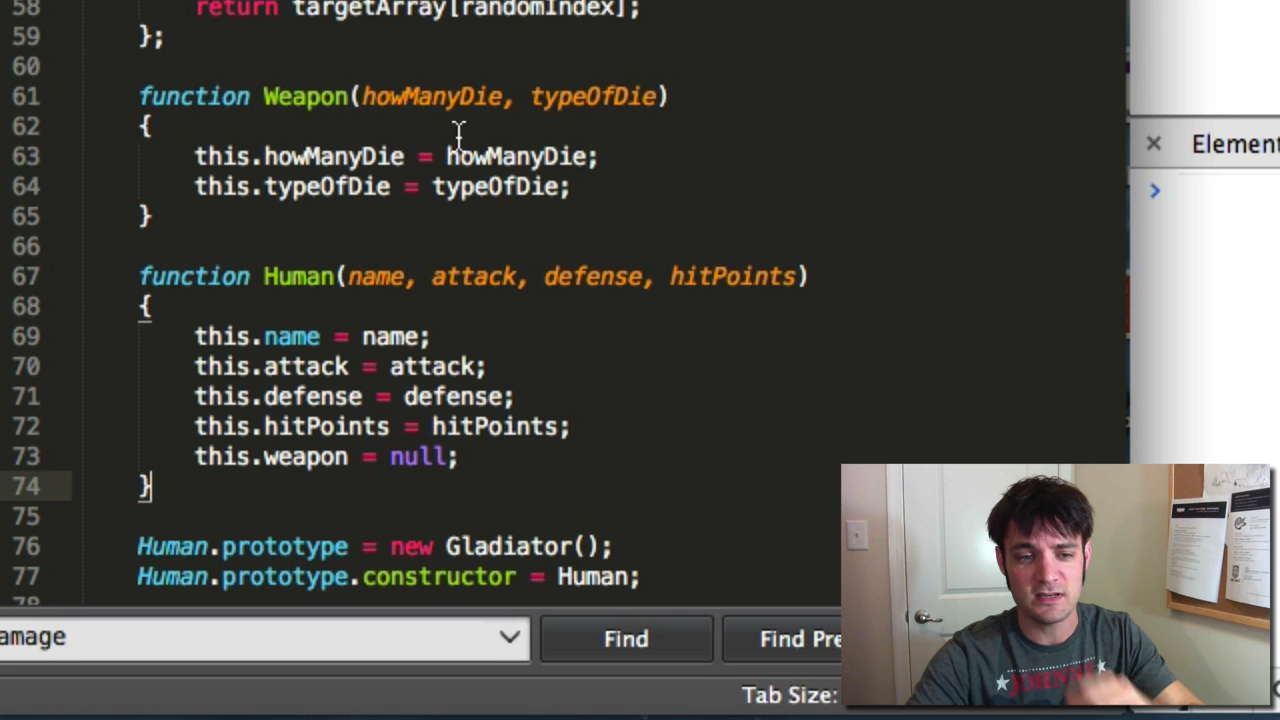 58 return targetArray[randomIndex];
59 };
60
61 function Weapon(howManyDie, typeOfDie)
62 {
63 this.howManyDie = howManyDie;
64 this.typeOfDie = typeOfDie;
65 }
66
67 function Human(name, attack, defense, hitPoints)
68 {
69 this.name = name;
70 this.attack = attack;
71 this.defense = defense;
72 this.hitPoints = hitPoints;
73 this.weapon = null;
74 }
75
76 Human.prototype = new Gladiator();
77 Human.prototype.constructor = Human;
78
× Element
>
amage Find Find Pre
Tab Size: